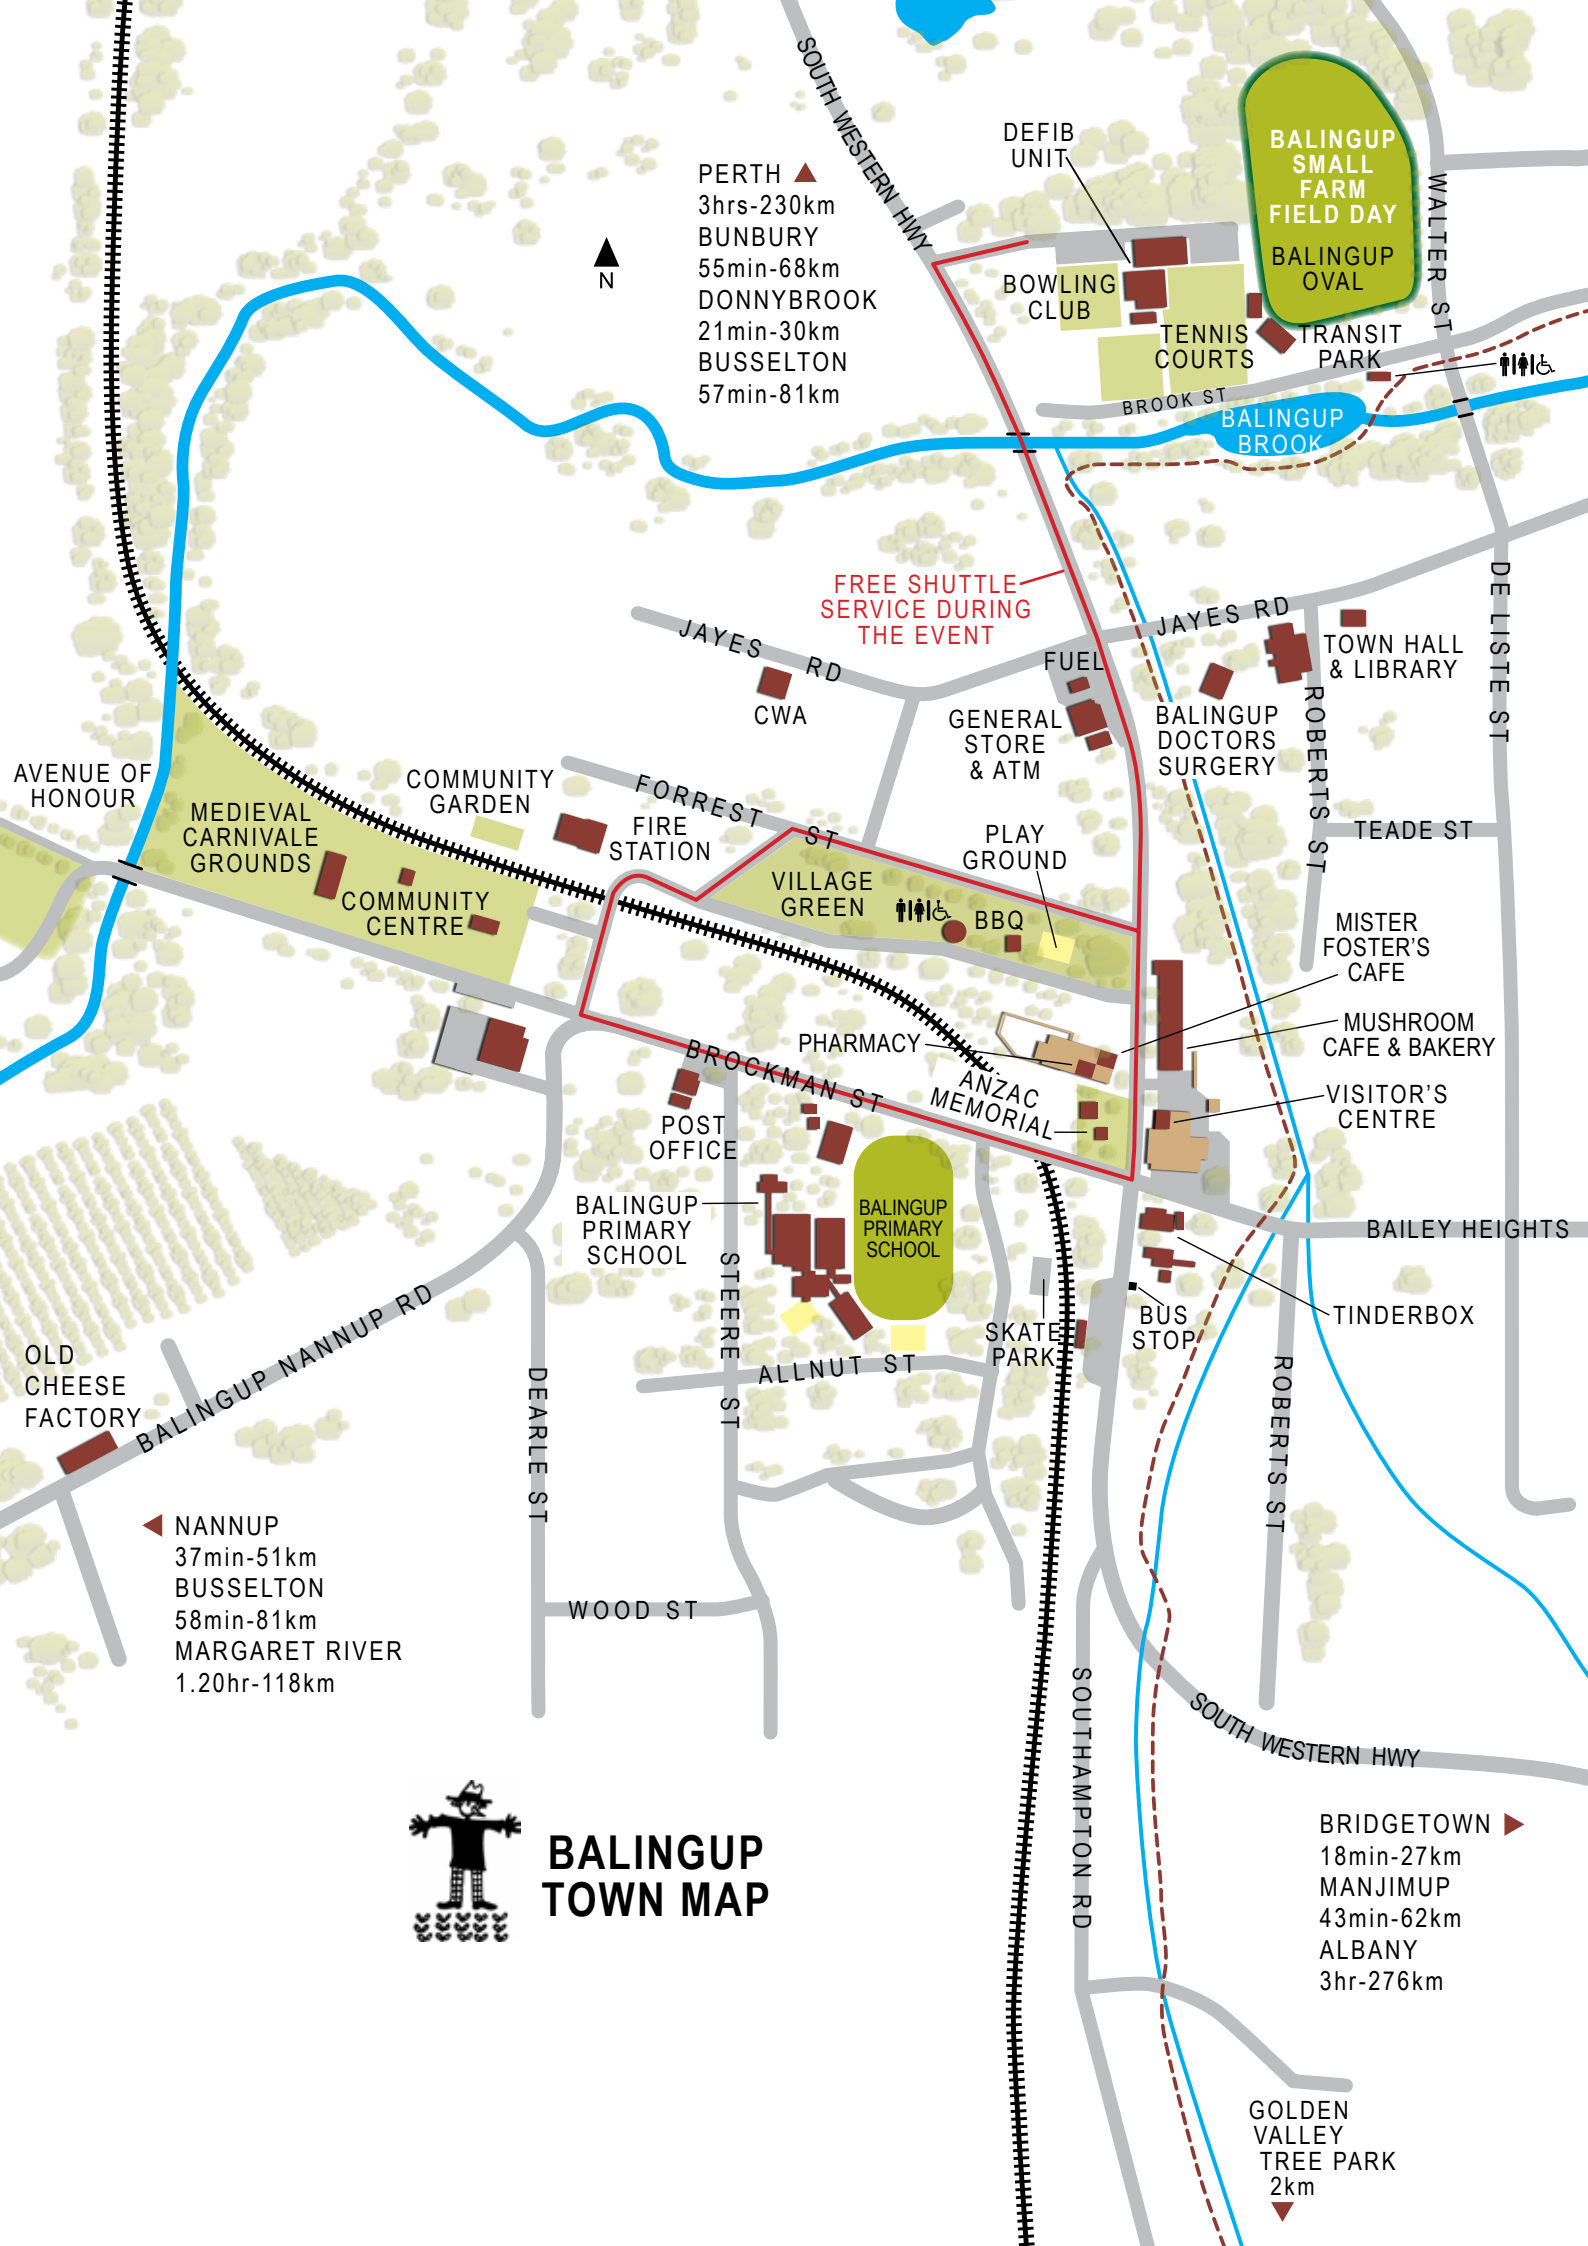 SOUTH WESTERN HWY
DEFIB
UNIT
BALINGUP
SMALL
FARM
FIELD DAY
BALINGUP
OVAL
WALTER ST
PERTH
3hrs-230km
BUNBURY
55min-68km
DONNYBROOK
21min-30km
BUSSELTON
57min-81km
N
BOWLING
CLUB
TENNIS
COURTS
TRANSIT
PARK
BROOK ST
BALINGUP
BROOK
FREE SHUTTLE
SERVICE DURING
THE EVENT
JAYES RD
JAYES RD
DE LISTE ST
TOWN HALL
& LIBRARY
FUEL
CWA
GENERAL
STORE
& ATM
BALINGUP
DOCTORS
SURGERY
ROBERTS ST
AVENUE OF
HONOUR
MEDIEVAL
CARNIVALE
GROUNDS
COMMUNITY
GARDEN
FORREST ST
FIRE
STATION
PLAY
GROUND
TEADE ST
COMMUNITY
CENTRE
VILLAGE
GREEN
BBQ
MISTER
FOSTER'S
CAFE
PHARMACY
MUSHROOM
CAFE & BAKERY
BROCKMAN ST
ANZAC
MEMORIAL
VISITOR'S
CENTRE
POST
OFFICE
BALINGUP
PRIMARY
SCHOOL
BALINGUP
PRIMARY
SCHOOL
BAILEY HEIGHTS
STEERE ST
SKATE
PARK
BUS
STOP
TINDERBOX
OLD
CHEESE
FACTORY
BALINGUP NANNUP RD
DEARLE ST
ALLNUT ST
ROBERTS ST
NANNUP
37min-51km
BUSSELTON
58min-81km
MARGARET RIVER
1.20hr-118km
WOOD ST
SOUTHAMPTON RD
SOUTH WESTERN HWY
BALINGUP
TOWN MAP
BRIDGETOWN
18min-27km
MANJIMUP
43min-62km
ALBANY
3hr-276km
GOLDEN
VALLEY
TREE PARK
2km